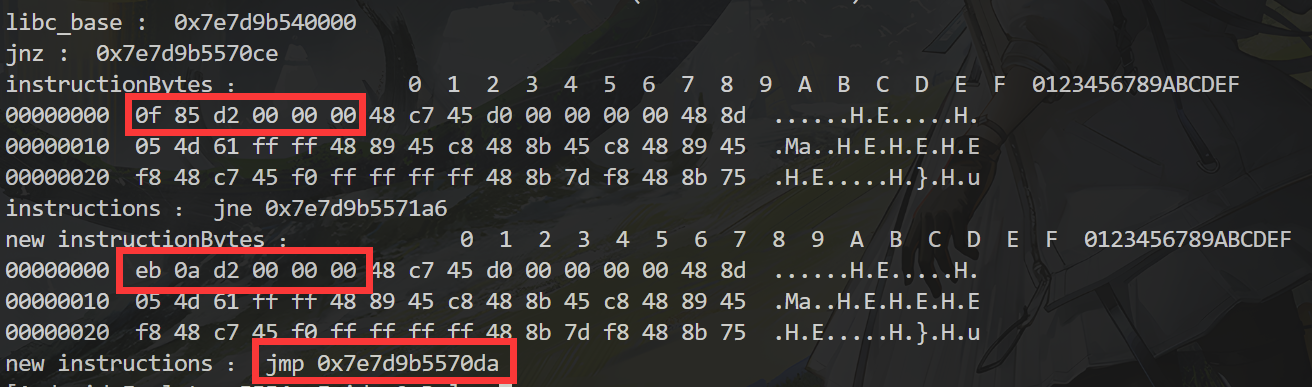 libc_base :  0x7e7d9b540000
jnz :  0x7e7d9b5570ce
instructionBytes :             0  1  2  3  4  5  6  7  8  9  A  B  C  D  E  F  0123456789ABCDEF
00000000  0f 85 d2 00 00 00 48 c7 45 d0 00 00 00 00 48 8d  ......H.E.....H.
00000010  05 4d 61 ff ff 48 89 45 c8 48 8b 45 c8 48 89 45  .Ma..H.E.H.E.H.E
00000020  f8 48 c7 45 f0 ff ff ff ff 48 8b 7d f8 48 8b 75  .H.E.....H.}.H.u
instructions :  jne 0x7e7d9b5571a6
new instructionBytes :             0  1  2  3  4  5  6  7  8  9  A  B  C  D  E  F  0123456789ABCDEF
00000000  eb 0a d2 00 00 00 48 c7 45 d0 00 00 00 00 48 8d  ......H.E.....H.
00000010  05 4d 61 ff ff 48 89 45 c8 48 8b 45 c8 48 89 45  .Ma..H.E.H.E.H.E
00000020  f8 48 c7 45 f0 ff ff ff ff 48 8b 7d f8 48 8b 75  .H.E.....H.}.H.u
new instructions :  jmp 0x7e7d9b5570da